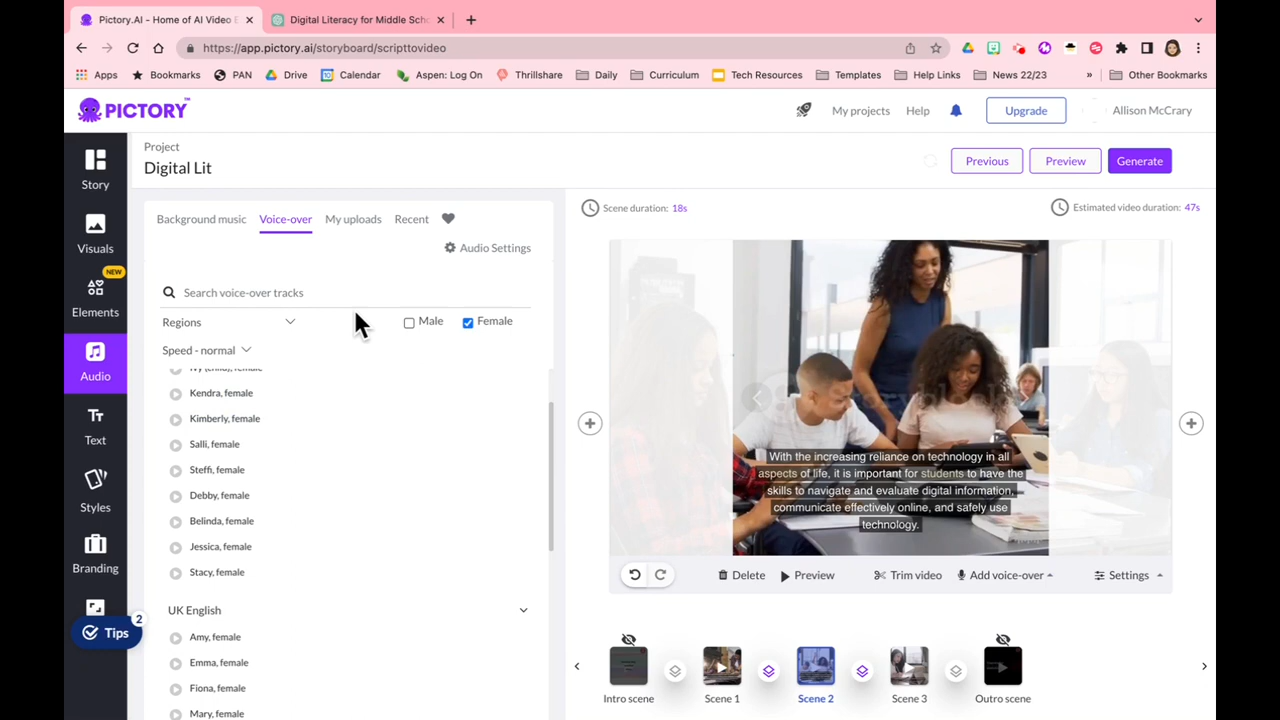 Pictory.AI - Home of AI Video E
Digital Literacy for Middle Scho
https://app.pictory.ai/storyboard/scripttovideo
Apps
Bookmarks
PAN
Drive
Calendar
Aspen: Log On
Thrillshare
Daily
Curriculum
Tech Resources
Templates
Help Links
News 22/23
»
Other Bookmarks
PICTORY™
My projects
Help
Upgrade
Allison McCrary
Project
Digital Lit
Previous
Preview
Generate
Story
Visuals
NEW
Elements
Audio
Text
Styles
Branding
Tips
2
Background music
Voice-over
My uploads
Recent
Audio Settings
Search voice-over tracks
Regions
Male
Female
Speed - normal
Ivy (child), female
Kendra, female
Kimberly, female
Salli, female
Steffi, female
Debby, female
Belinda, female
Jessica, female
Stacy, female
UK English
Amy, female
Emma, female
Fiona, female
Mary, female
Scene duration: 18s
Estimated video duration: 47s
With the increasing reliance on technology in all
aspects of life, it is important for students to have the
skills to navigate and evaluate digital information,
communicate effectively online, and safely use
technology.
Delete
Preview
Trim video
Add voice-over
Settings
Intro scene
Scene 1
Scene 2
Scene 3
Outro scene